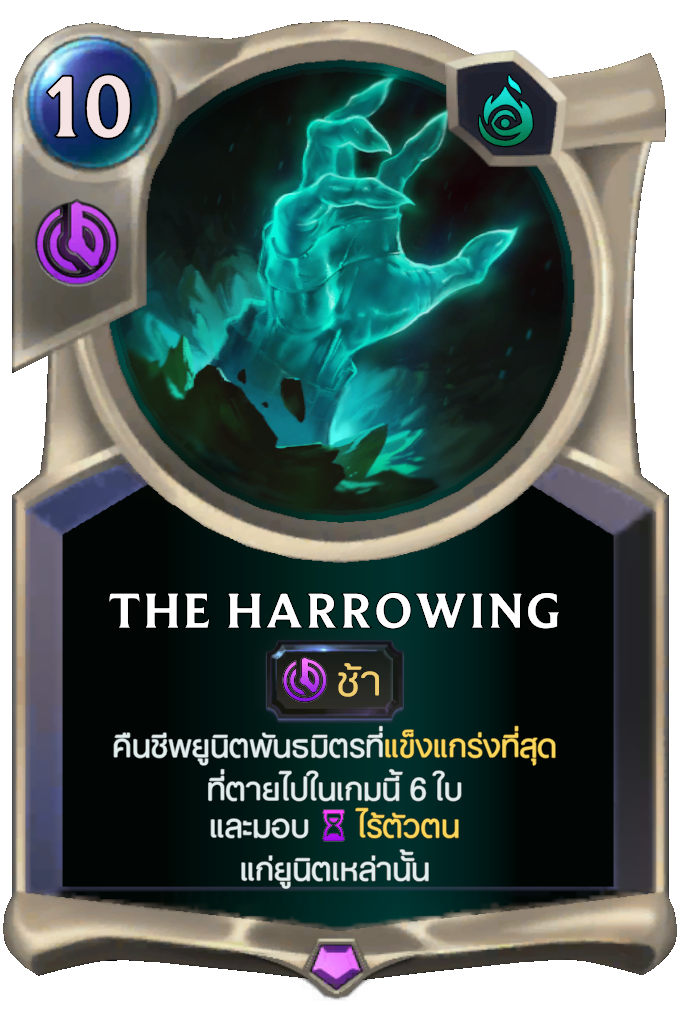 10
THE HARROWING
ช้า
คืนชีพยูนิตพันธมิตรที่แข็งแกร่งที่สุด
ที่ตายไปในเกมนี้ 6 ใบ
และมอบ ไร้ตัวตน
แก่ยูนิตเหล่านั้น